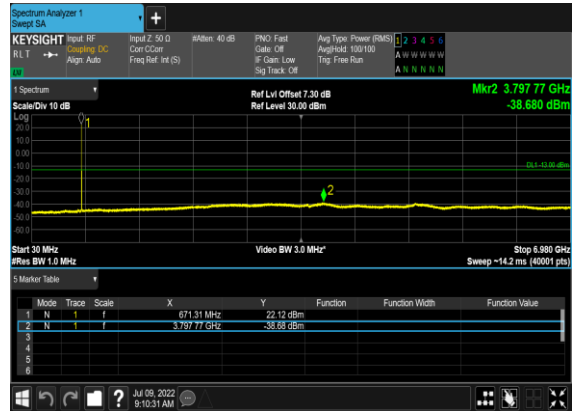 Spectrum Analyzer 1
Swept SA
+
KEYSIGHT Input: RF Input Z: 50 Ω #Atten: 40 dB PNO: Fast Avg Type: Power (RMS) 1 2 3 4 5 6
RLT Coupling: DC Corr CCorr Gate: Off Avg|Hold: 100/100 A W W W W W
Align: Auto Freq Ref: Int (S) IF Gain: Low Trig: Free Run
LW Sig Track: Off A N N N N N
1 Spectrum Ref Lvl Offset 7.30 dB Mkr2 3.797 77 GHz
Scale/Div 10 dB Ref Level 30.00 dBm -38.680 dBm
Log
1
20.0
10.0
0.00
-10.0
DL1 -13.00 dBm
-20.0
-30.0
2
-40.0
-50.0
-60.0
Start 30 MHz Video BW 3.0 MHz* Stop 6.980 GHz
#Res BW 1.0 MHz Sweep ~14.2 ms (40001 pts)
5 Marker Table
Mode Trace Scale X Y Function Function Width Function Value
1 N 1 f 671.31 MHz 22.12 dBm
2 N 1 f 3.797 77 GHz -38.68 dBm
3
4
5
6
? Jul 09, 2022
9:10:31 AM